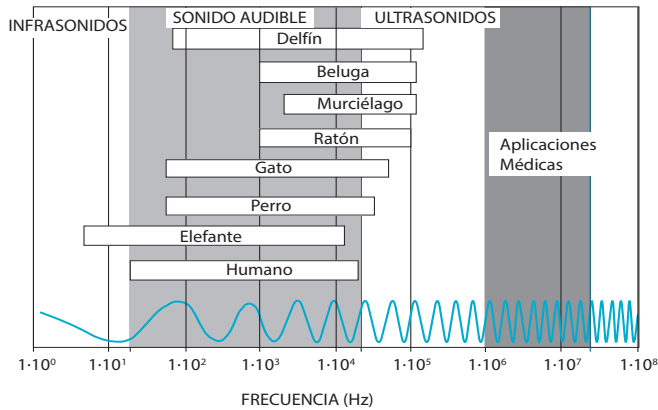 INFRASONIDOS
SONIDO AUDIBLE
ULTRASONIDOS
Delfín
Beluga
Murciélago
Ratón
Aplicaciones
Médicas
Gato
Perro
Elefante
Humano
1·10⁰ 1·10¹ 1·10² 1·10³ 1·10⁴ 1·10⁵ 1·10⁶ 1·10⁷ 1·10⁸
FRECUENCIA (Hz)